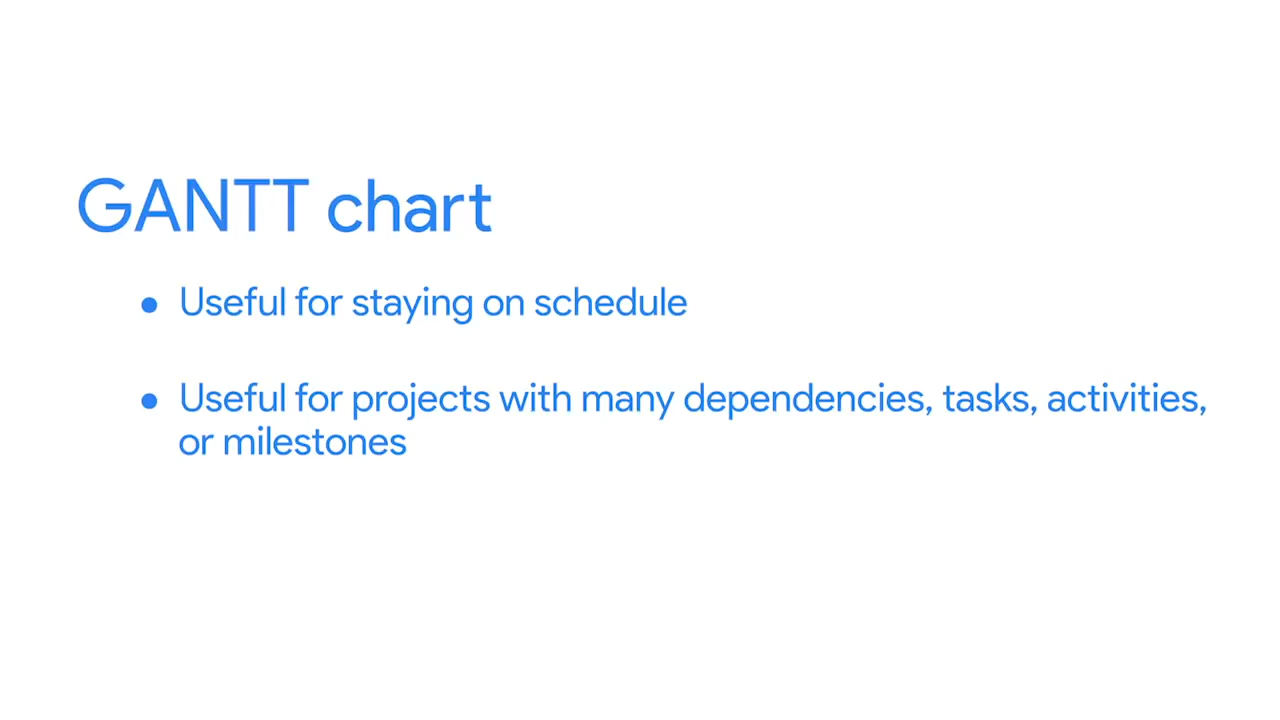 GANTT chart
● Useful for staying on schedule
● Useful for projects with many dependencies, tasks, activities,
or milestones